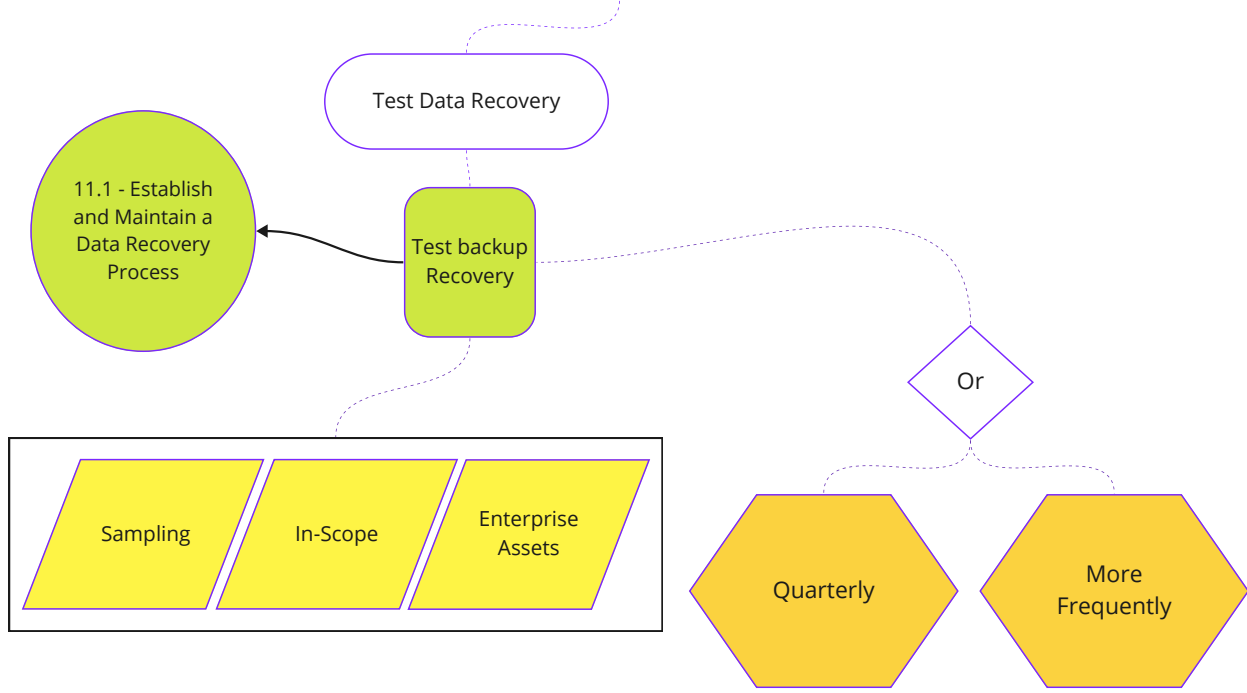 Test Data Recovery
11.1 - Establish
and Maintain a
Data Recovery
Process
Test backup
Recovery
Or
Sampling
In-Scope
Enterprise
Assets
Quarterly
More
Frequently